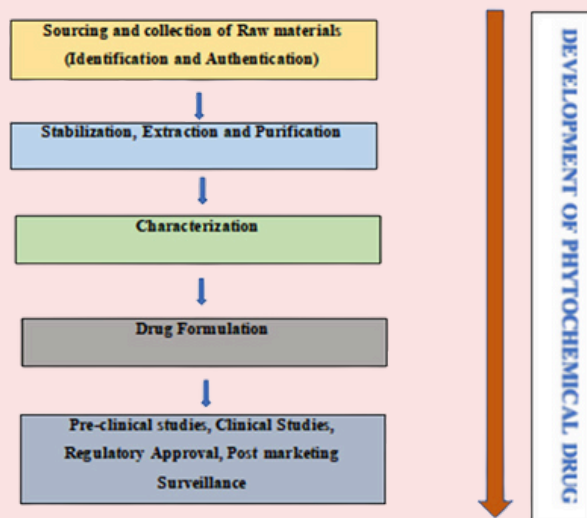 Sourcing and collection of Raw materials
(Identification and Authentication)
Stabilization, Extraction and Purification
Characterization
Drug Formulation
Pre-clinical studies, Clinical Studies,
Regulatory Approval, Post marketing
Surveillance
DEVELOPMENT OF PHYTOCHEMICAL DRUG